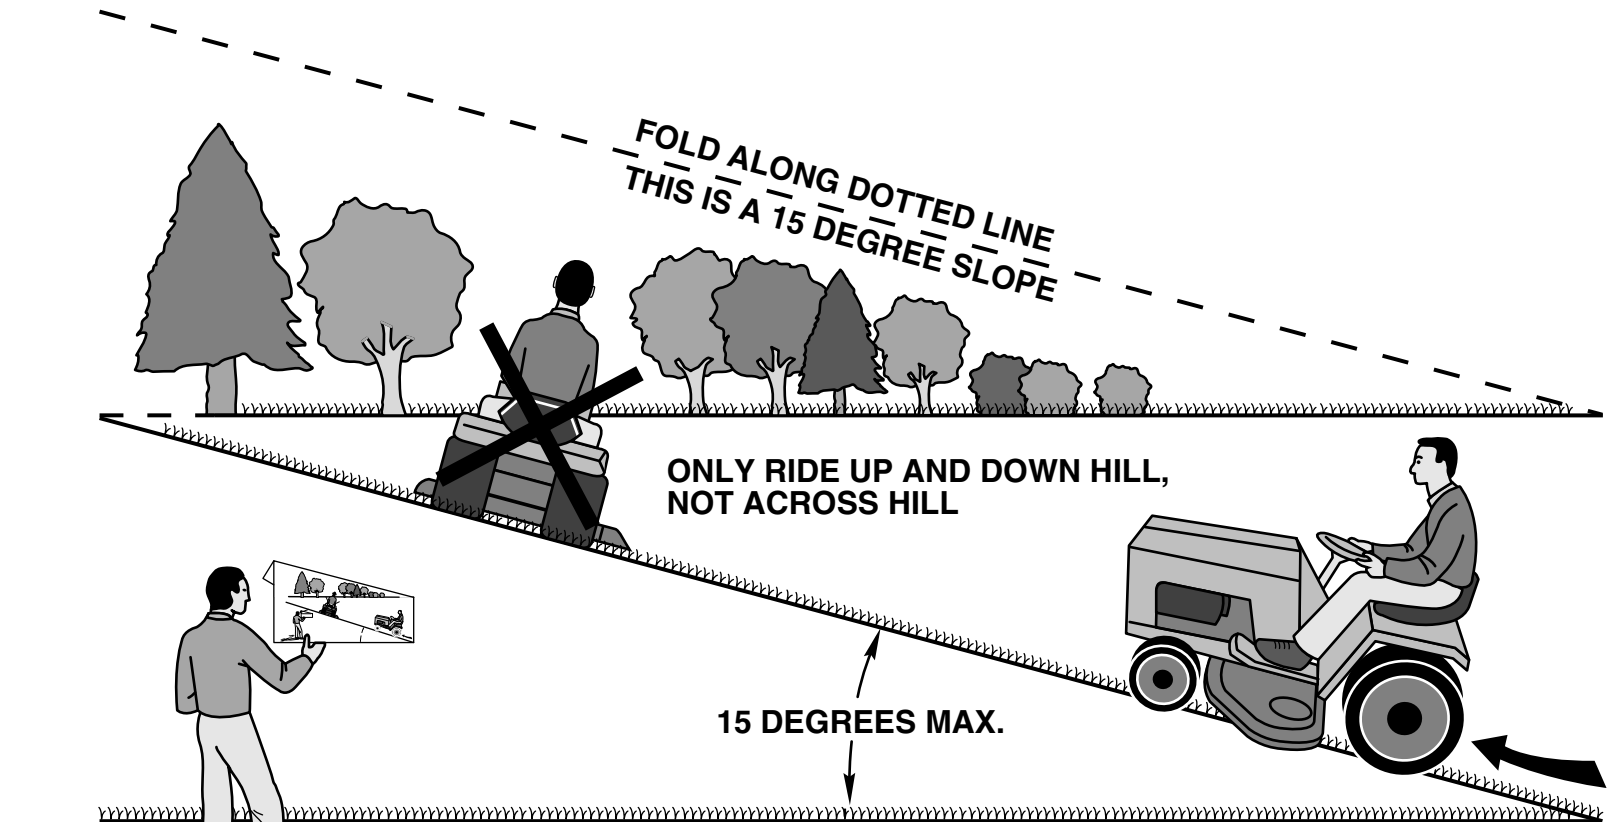 FOLD ALONG DOTTED LINE
THIS IS A 15 DEGREE SLOPE
ONLY RIDE UP AND DOWN HILL,
NOT ACROSS HILL
15 DEGREES MAX.